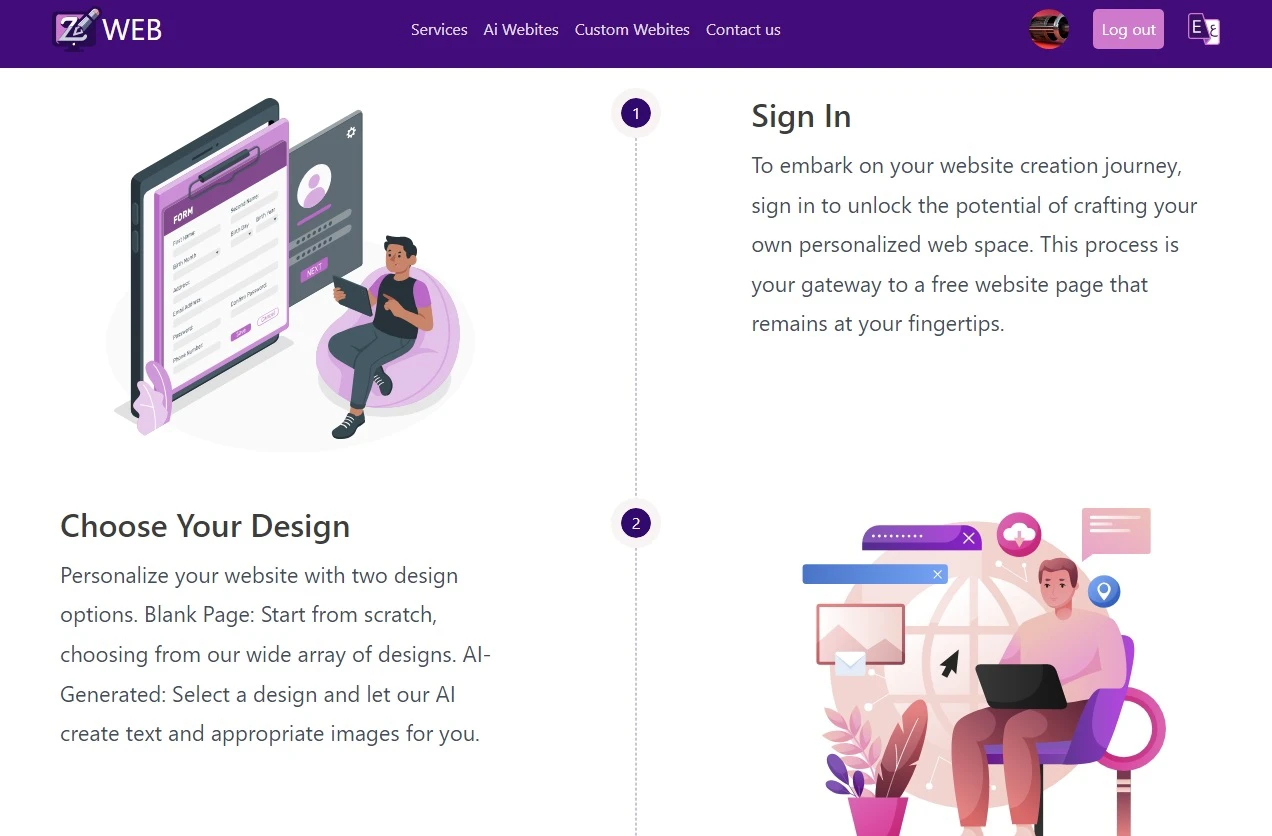 WEB
Services Ai Webites Custom Webites Contact us
Log out
E ع
1
Sign In
To embark on your website creation journey,
sign in to unlock the potential of crafting your
own personalized web space. This process is
your gateway to a free website page that
remains at your fingertips.
FORM
First Name
Second Name
Birth Month
Birth Day
Birth Year
Address
Email Address
Confirm Password
Password
Phone Number
NEXT
2
Choose Your Design
Personalize your website with two design
options. Blank Page: Start from scratch,
choosing from our wide array of designs. AI-
Generated: Select a design and let our AI
create text and appropriate images for you.